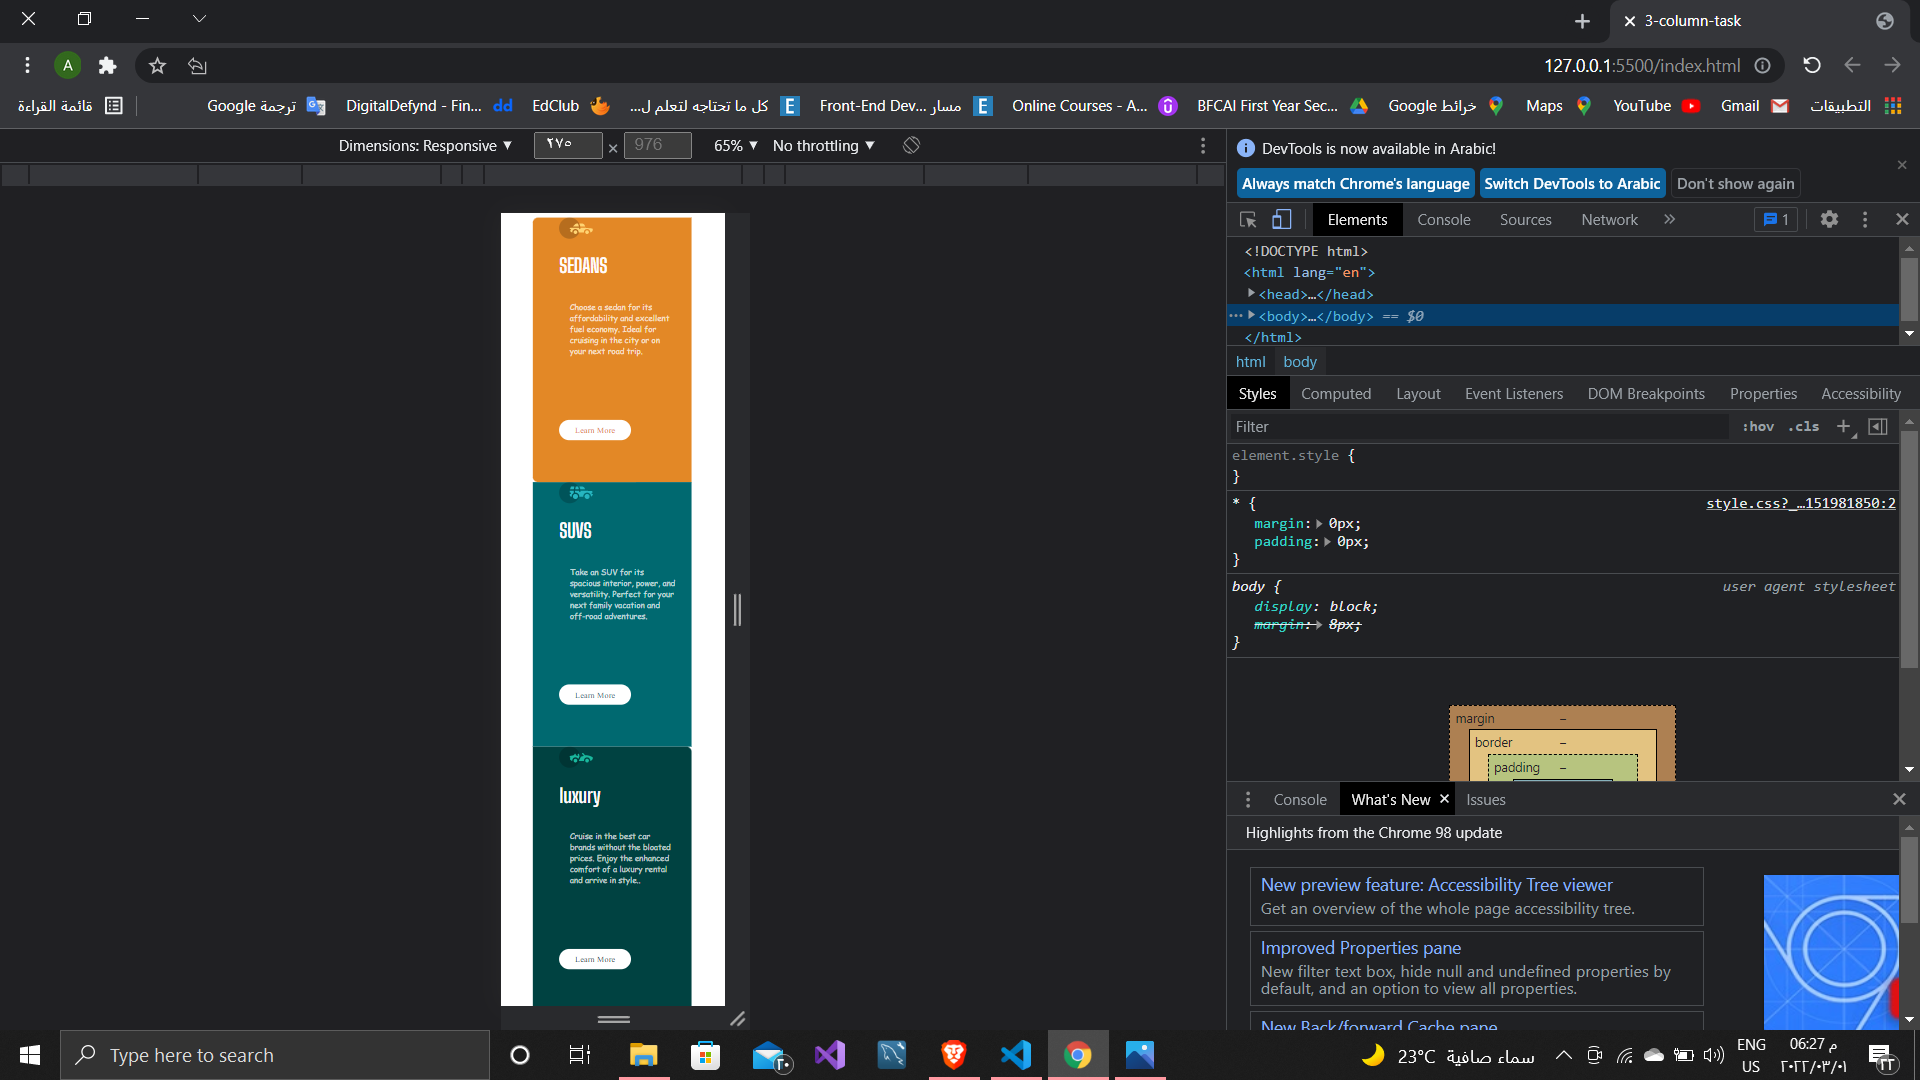 3-column-task
127.0.0.1:5500/index.html
A
التطبيقات
Gmail
YouTube
Maps
خرائط Google
BFCAI First Year Sec...
Online Courses - A...
مسار Front-End Dev...
كل ما تحتاجه لتعلم ل...
EdClub
DigitalDefynd - Fin...
ترجمة Google
قائمة القراءة
Dimensions: Responsive
٢٧٥ × 976
65%
No throttling
SEDANS
Choose a sedan for its
affordability and excellent
fuel economy. Ideal for
cruising in the city or on
your next road trip.
Learn More
SUVS
Take an SUV for its
spacious interior, power, and
versatility. Perfect for your
next family vacation and
off-road adventures.
Learn More
luxury
Cruise in the best car
brands without the bloated
prices. Enjoy the enhanced
comfort of a luxury rental
and arrive in style..
Learn More
DevTools is now available in Arabic!
Always match Chrome's language
Switch DevTools to Arabic
Don't show again
Elements
Console
Sources
Network
1
<!DOCTYPE html>
<html lang="en">
<head>…</head>
<body>…</body> == $0
</html>
html body
Styles
Computed
Layout
Event Listeners
DOM Breakpoints
Properties
Accessibility
Filter
:hov .cls
element.style {
}
* {
style.css?_…151981850:2
margin: 0px;
padding: 0px;
}
body {
user agent stylesheet
display: block;
margin: 8px;
}
margin –
border –
padding –
Console
What's New
Issues
Highlights from the Chrome 98 update
New preview feature: Accessibility Tree viewer
Get an overview of the whole page accessibility tree.
Improved Properties pane
New filter text box, hide null and undefined properties by
default, and an option to view all properties.
New Back/forward Cache pane
Type here to search
٢٠
23°C سماء صافية
ENG
US
06:27 م
٢٠٢٢/٠٣/٠١
٢٢